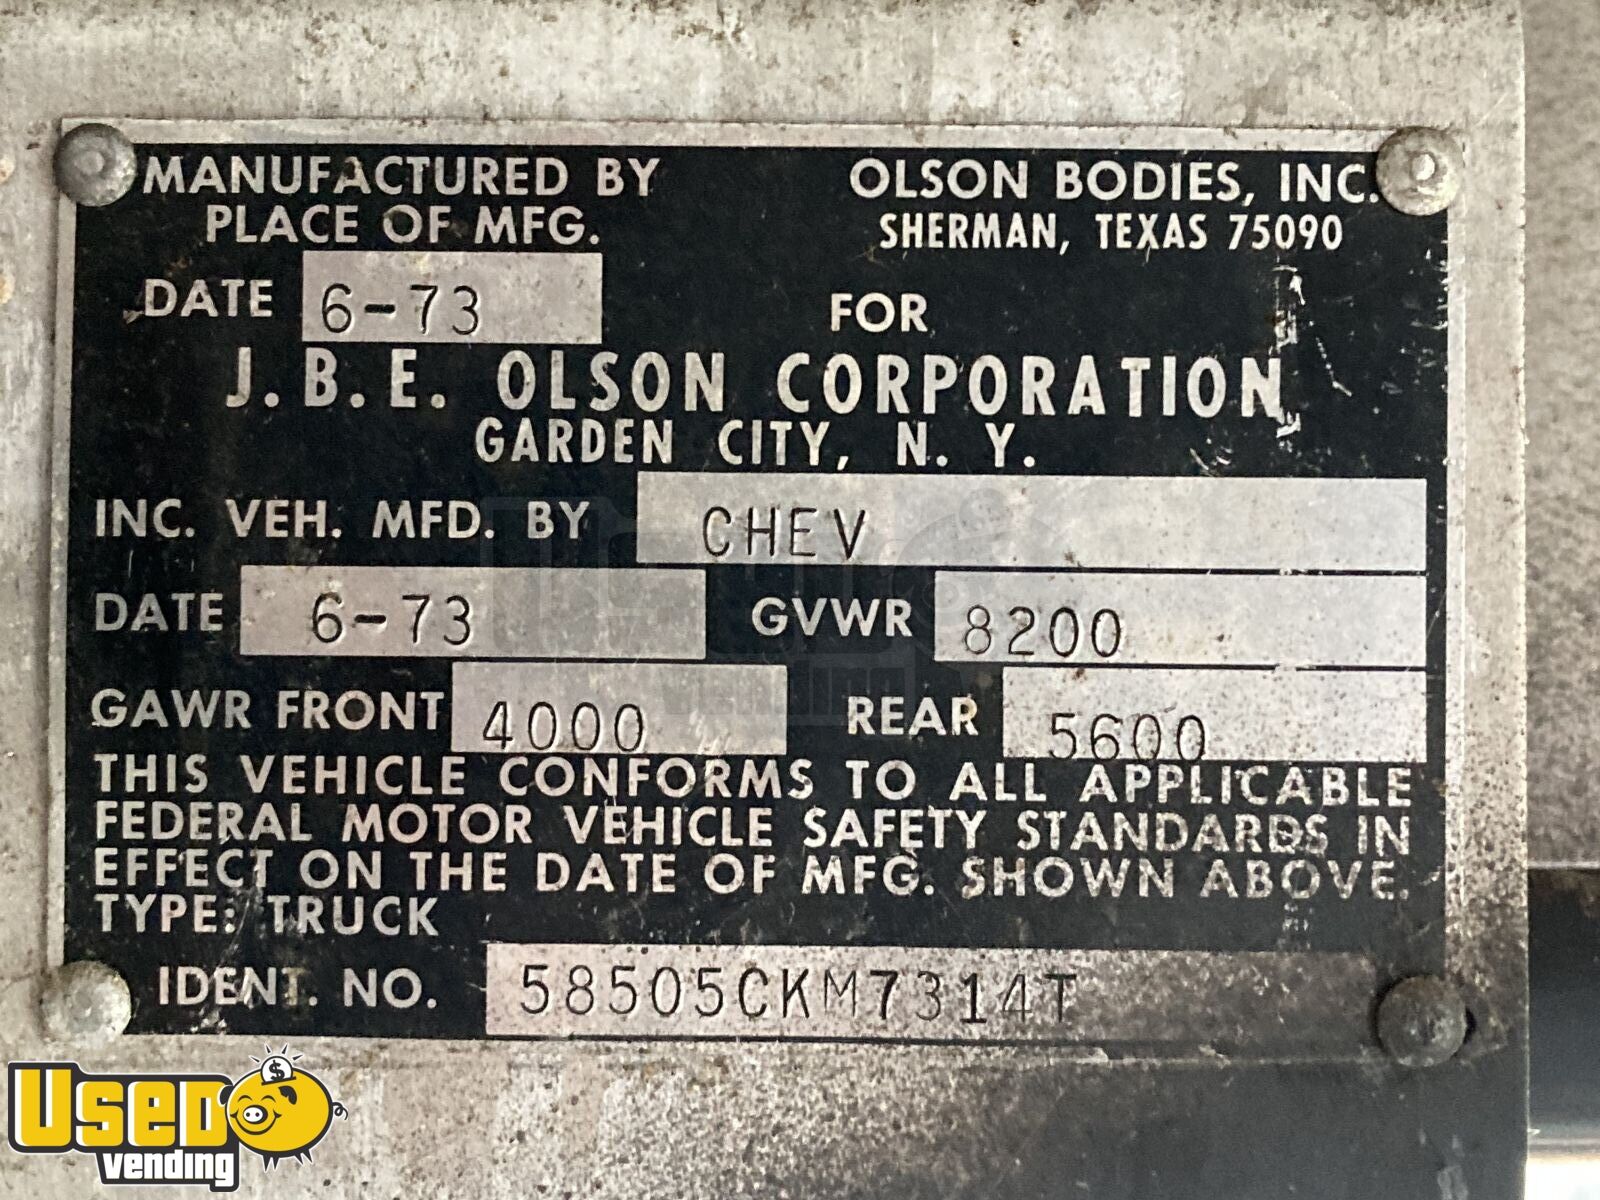 MANUFACTURED BY OLSON BODIES, INC.
PLACE OF MFG. SHERMAN, TEXAS 75090
DATE 6-73 FOR
J.B.E. OLSON CORPORATION
GARDEN CITY, N. Y.
INC. VEH. MFD. BY CHEV
DATE 6-73 GVWR 8200
GAWR FRONT 4000 REAR 5600
THIS VEHICLE CONFORMS TO ALL APPLICABLE
FEDERAL MOTOR VEHICLE SAFETY STANDARDS IN
EFFECT ON THE DATE OF MFG. SHOWN ABOVE.
TYPE: TRUCK
IDENT. NO. 58505CKM7314T
USED
vending